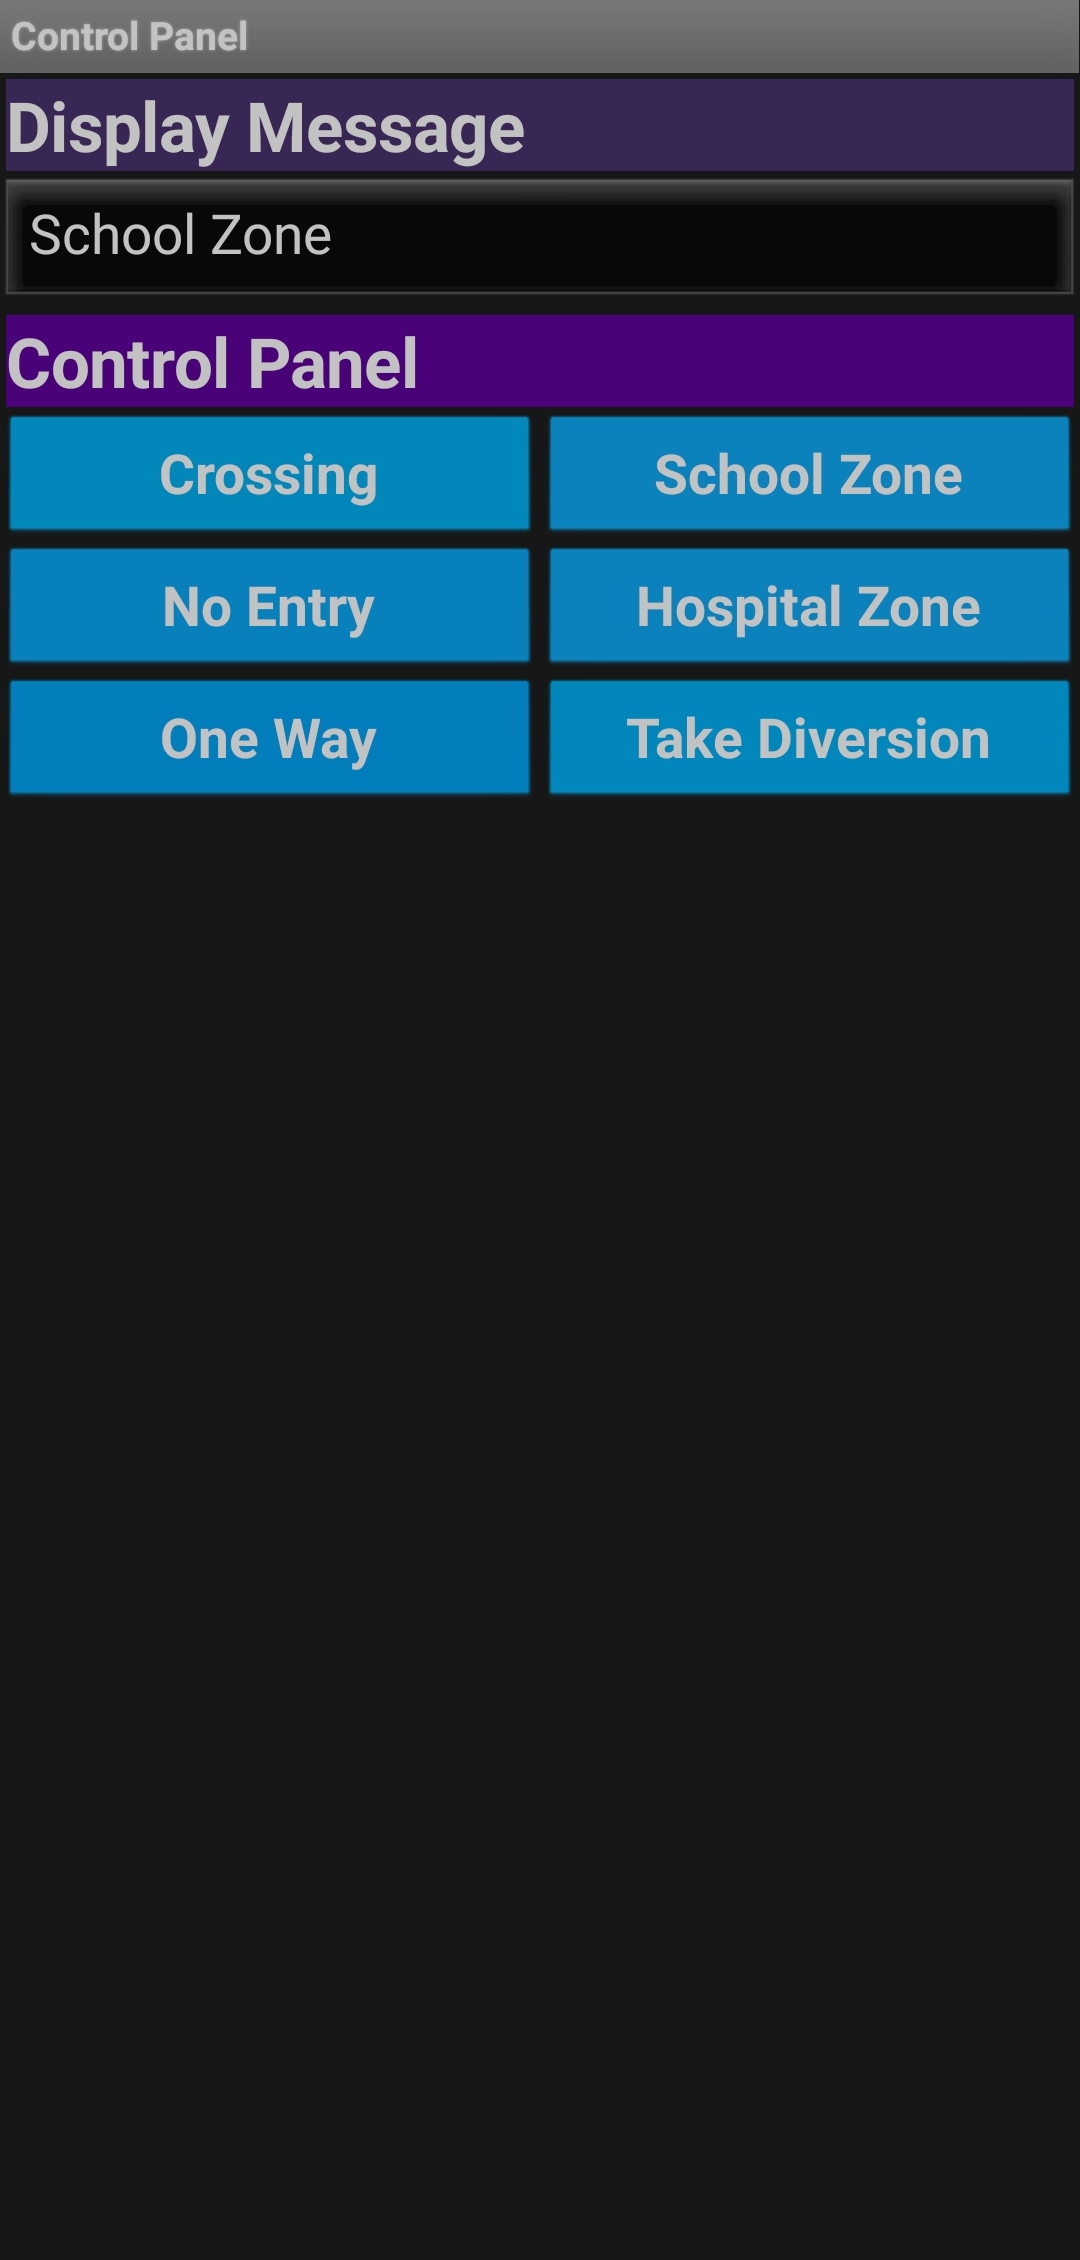 Control Panel
Display Message
School Zone
Control Panel
Crossing
School Zone
No Entry
Hospital Zone
One Way
Take Diversion